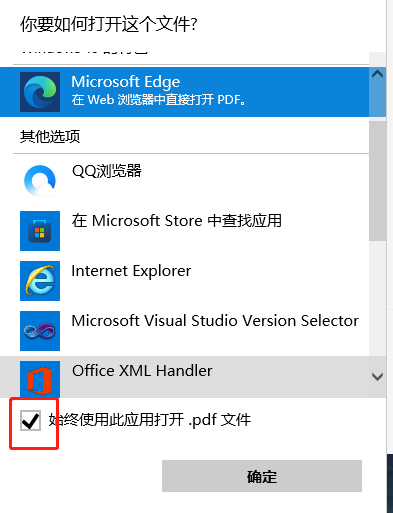 你要如何打开这个文件?
Microsoft Edge
在 Web 浏览器中直接打开 PDF。
其他选项
QQ浏览器
在 Microsoft Store 中查找应用
Internet Explorer
Microsoft Visual Studio Version Selector
Office XML Handler
始终使用此应用打开 .pdf 文件
确定